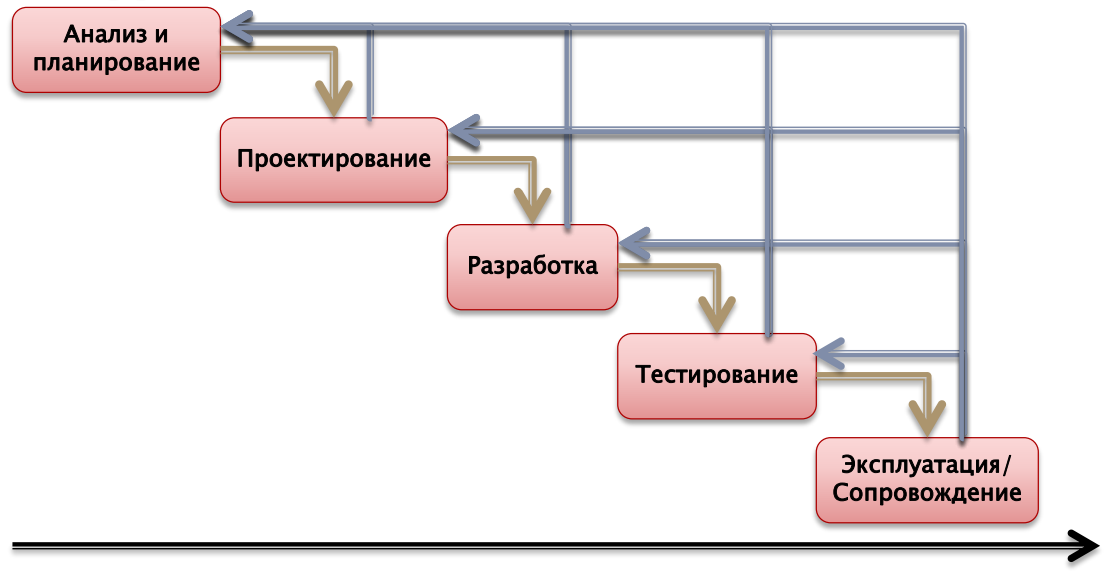 Анализ и
планирование
Проектирование
Разработка
Тестирование
Эксплуатация/
Сопровождение